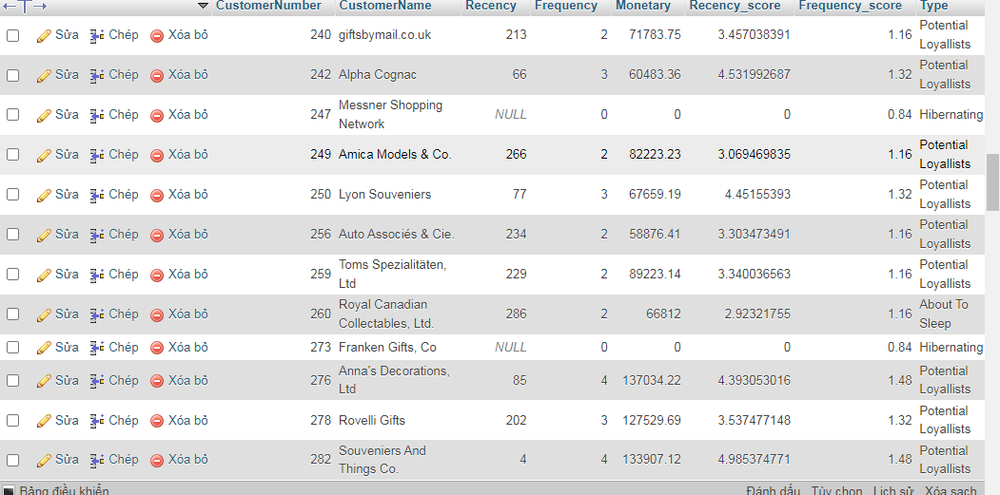 CustomerNumber CustomerName Recency Frequency Monetary Recency_score Frequency_score Type
Sửa Chép Xóa bỏ 240 giftsbymail.co.uk 213 2 71783.75 3.457038391 1.16 Potential
Loyallists
Sửa Chép Xóa bỏ 242 Alpha Cognac 66 3 60483.36 4.531992687 1.32 Potential
Loyallists
Sửa Chép Xóa bỏ 247 Messner Shopping
Network NULL 0 0 0 0.84 Hibernating
Sửa Chép Xóa bỏ 249 Amica Models & Co. 266 2 82223.23 3.069469835 1.16 Potential
Loyallists
Sửa Chép Xóa bỏ 250 Lyon Souveniers 77 3 67659.19 4.45155393 1.32 Potential
Loyallists
Sửa Chép Xóa bỏ 256 Auto Associés & Cie. 234 2 58876.41 3.303473491 1.16 Potential
Loyallists
Sửa Chép Xóa bỏ 259 Toms Spezialitäten,
Ltd 229 2 89223.14 3.340036563 1.16 Potential
Loyallists
Sửa Chép Xóa bỏ 260 Royal Canadian
Collectables, Ltd. 286 2 66812 2.92321755 1.16 About To
Sleep
Sửa Chép Xóa bỏ 273 Franken Gifts, Co NULL 0 0 0 0.84 Hibernating
Sửa Chép Xóa bỏ 276 Anna's Decorations,
Ltd 85 4 137034.22 4.393053016 1.48 Potential
Loyallists
Sửa Chép Xóa bỏ 278 Rovelli Gifts 202 3 127529.69 3.537477148 1.32 Potential
Loyallists
Sửa Chép Xóa bỏ 282 Souveniers And
Things Co. 4 4 133907.12 4.985374771 1.48 Potential
Loyallists
Bảng điều khiển Đánh dấu Tùy chọn Lịch sử Xóa sạch